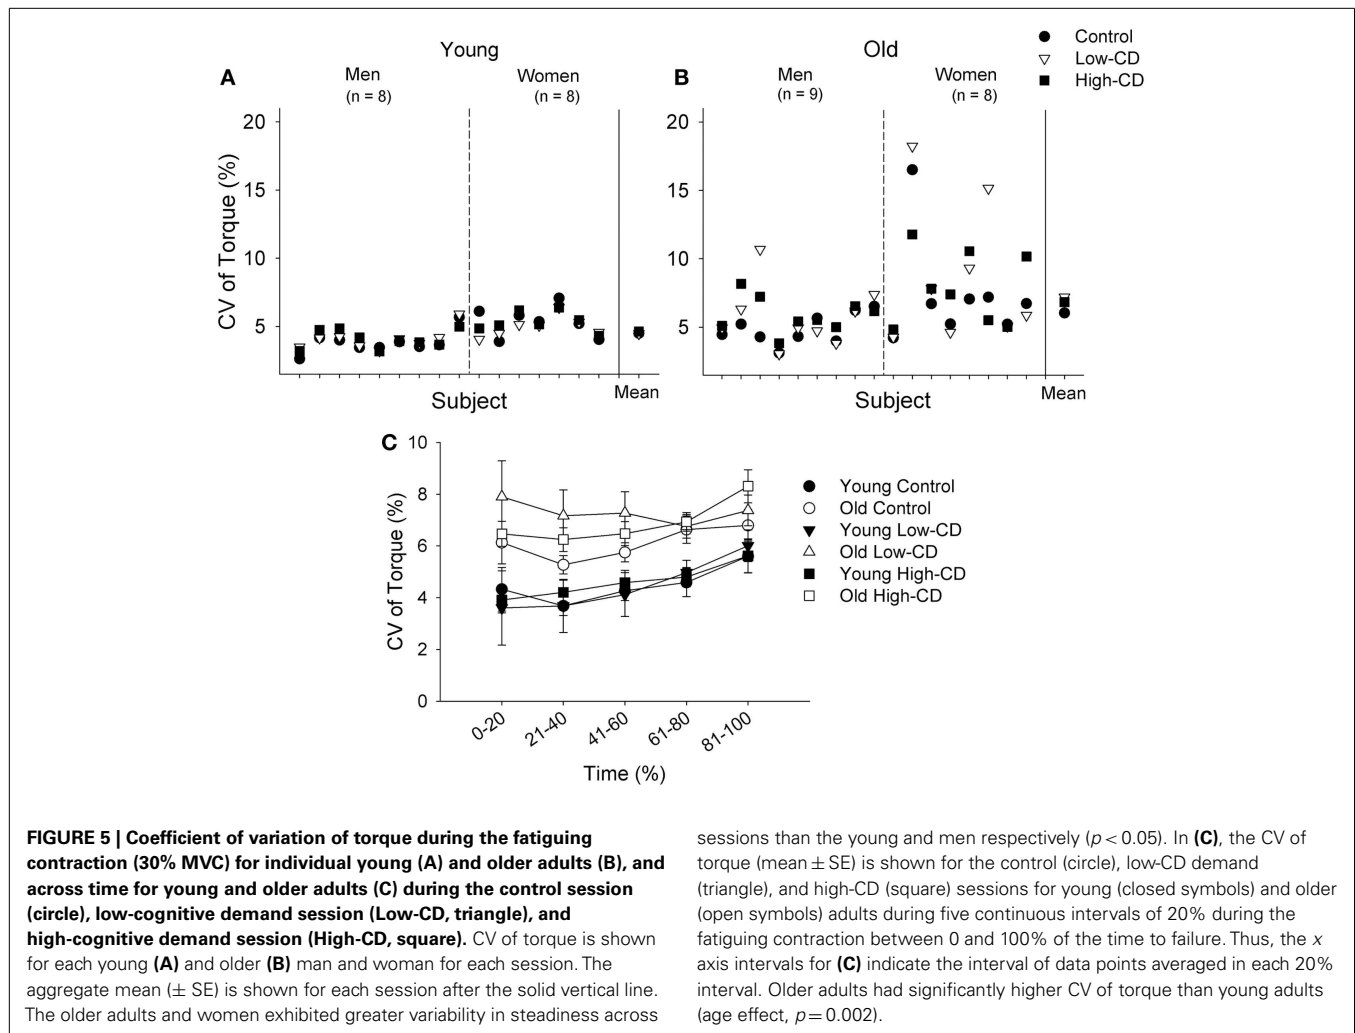 Young
Old
Control
Low-CD
High-CD
A
Men
(n = 8)
Women
(n = 8)
B
Men
(n = 9)
Women
(n = 8)
CV of Torque (%)
20
15
10
5
Subject
Mean
20
15
10
5
Subject
Mean
C
CV of Torque (%)
10
8
6
4
2
0
0-20
21-40
41-60
61-80
81-100
Time (%)
Young Control
Old Control
Young Low-CD
Old Low-CD
Young High-CD
Old High-CD
FIGURE 5 | Coefficient of variation of torque during the fatiguing
contraction (30% MVC) for individual young (A) and older adults (B), and
across time for young and older adults (C) during the control session
(circle), low-cognitive demand session (Low-CD, triangle), and
high-cognitive demand session (High-CD, square). CV of torque is shown
for each young (A) and older (B) man and woman for each session. The
aggregate mean (± SE) is shown for each session after the solid vertical line.
The older adults and women exhibited greater variability in steadiness across
sessions than the young and men respectively (p < 0.05). In (C), the CV of
torque (mean ± SE) is shown for the control (circle), low-CD demand
(triangle), and high-CD (square) sessions for young (closed symbols) and older
(open symbols) adults during five continuous intervals of 20% during the
fatiguing contraction between 0 and 100% of the time to failure. Thus, the x
axis intervals for (C) indicate the interval of data points averaged in each 20%
interval. Older adults had significantly higher CV of torque than young adults
(age effect, p = 0.002).